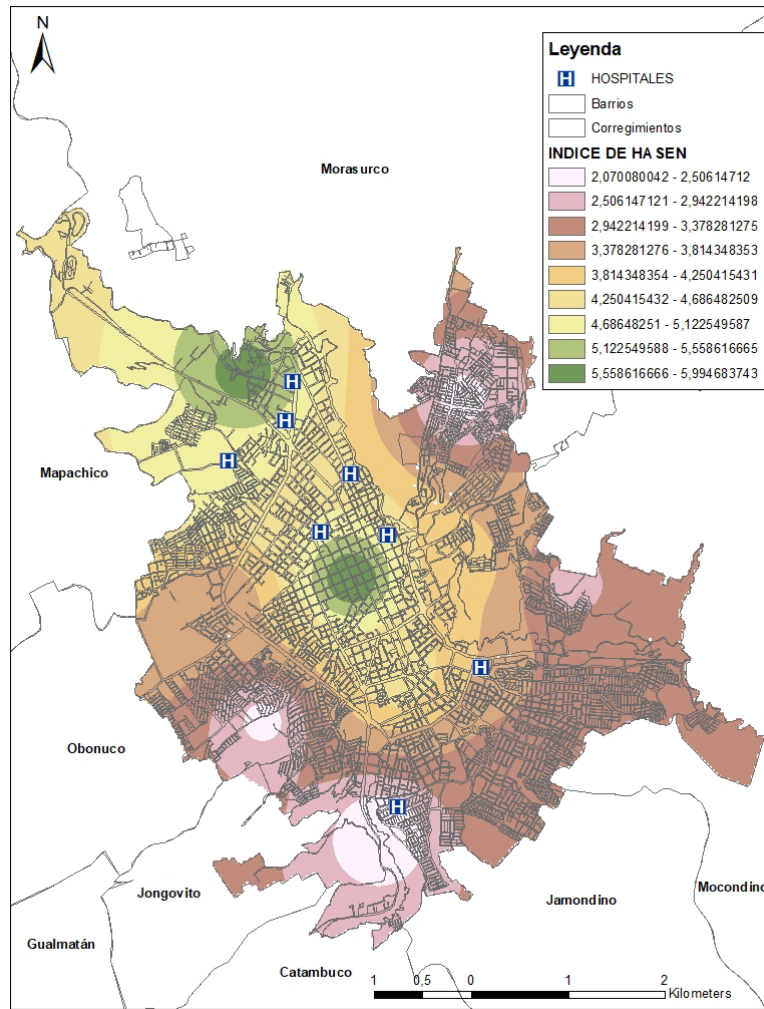 N
Leyenda
H HOSPITALES
Barrios
Corregimientos
INDICE DE HASEN
2,070080042 - 2,50614712
2,506147121 - 2,942214198
2,942214199 - 3,378281275
3,378281276 - 3,814348353
3,814348354 - 4,250415431
4,250415432 - 4,686482509
4,68648251 - 5,122549587
5,122549588 - 5,558616665
5,558616666 - 5,994683743
Morasurco
H
H
H
H
Mapachico
H
H
H
Obonuco
H
Jongovito
Jamondino
Mocondino
Gualmatán
Catambuco
1 0,5 0 1 2
Kilometers